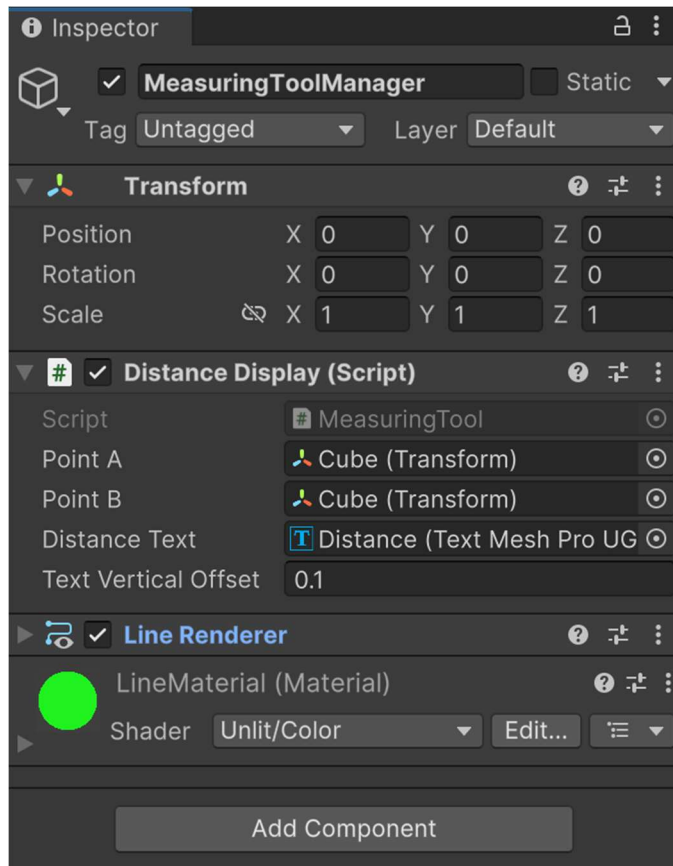 Inspector
MeasuringToolManager Static
Tag Untagged Layer Default
Transform
Position X 0 Y 0 Z 0
Rotation X 0 Y 0 Z 0
Scale X 1 Y 1 Z 1
# Distance Display (Script)
Script # MeasuringTool
Point A Cube (Transform)
Point B Cube (Transform)
Distance Text T Distance (Text Mesh Pro UG
Text Vertical Offset 0.1
Line Renderer
LineMaterial (Material)
Shader Unlit/Color Edit...
Add Component